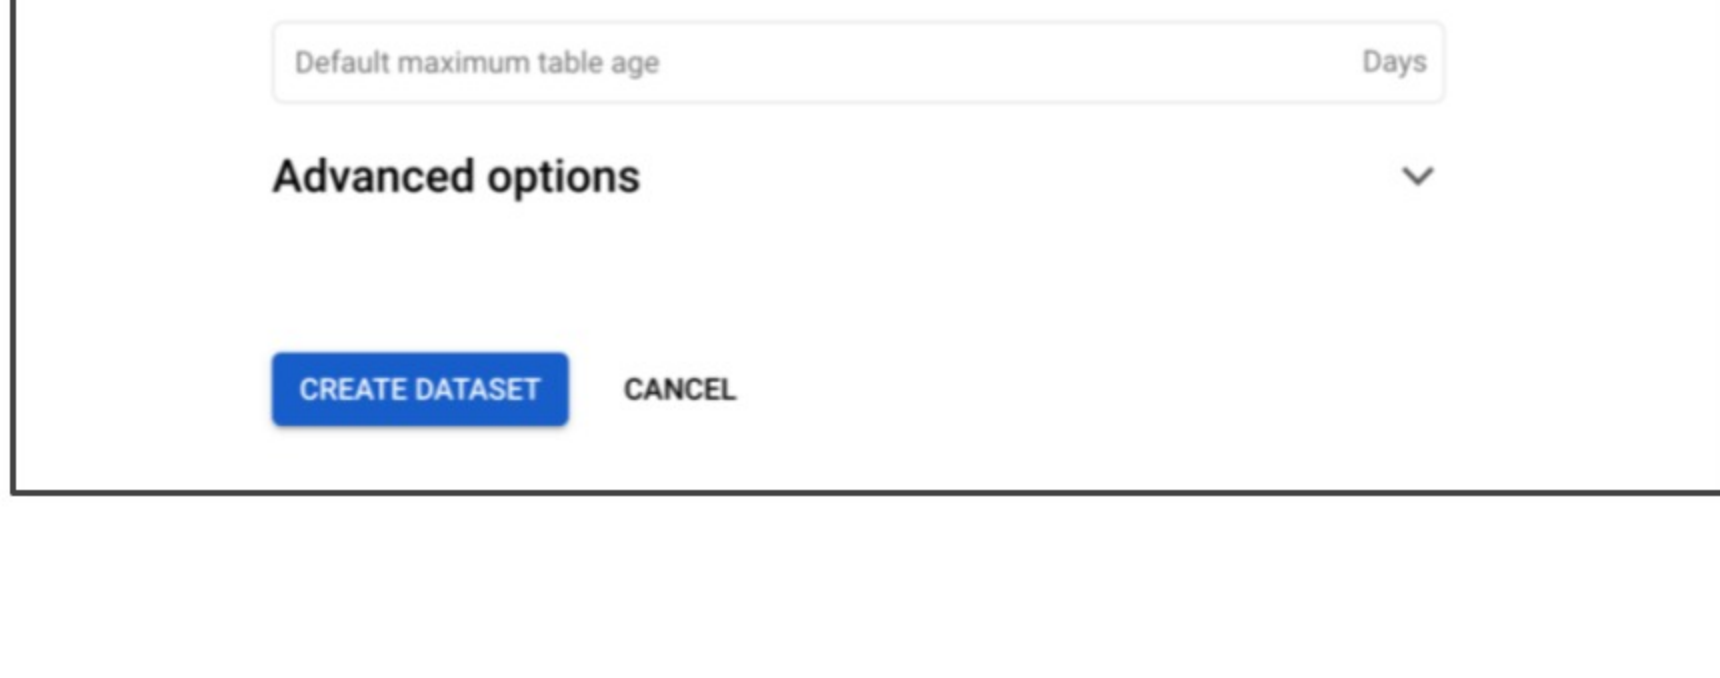 Default maximum table age Days
Advanced options
CREATE DATASET CANCEL